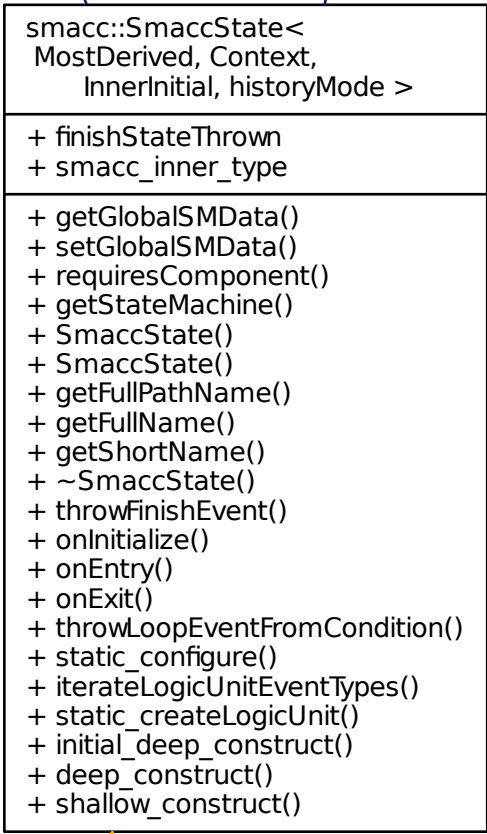 smacc::SmaccState<
MostDerived, Context,
InnerInitial, historyMode >
+ finishStateThrown
+ smacc_inner_type
+ getGlobalSMData()
+ setGlobalSMData()
+ requiresComponent()
+ getStateMachine()
+ SmaccState()
+ SmaccState()
+ getFullPathName()
+ getFullName()
+ getShortName()
+ ~SmaccState()
+ throwFinishEvent()
+ onInitialize()
+ onEntry()
+ onExit()
+ throwLoopEventFromCondition()
+ static_configure()
+ iterateLogicUnitEventTypes()
+ static_createLogicUnit()
+ initial_deep_construct()
+ deep_construct()
+ shallow_construct()